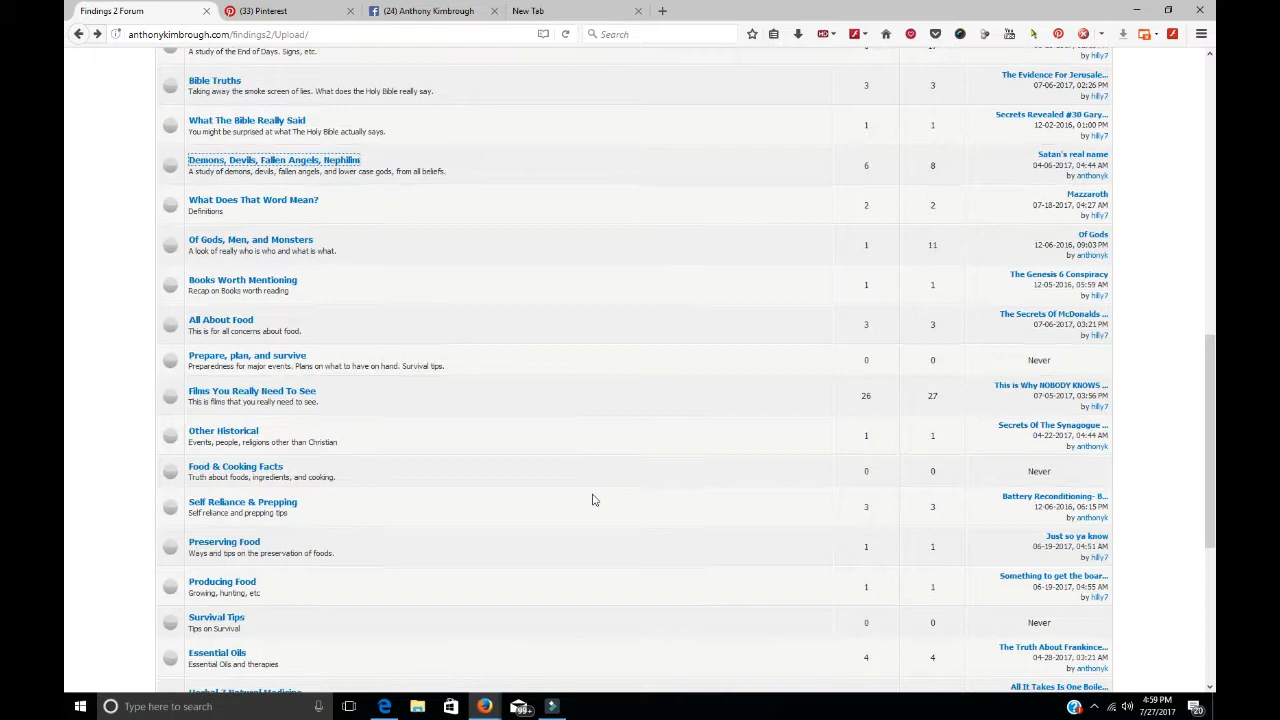 Findings 2 Forum
(33) Pinterest
(24) Anthony Kimbrough
New Tab
anthonykimbrough.com/findings2/Upload/
Search
A study of the End of Days. Signs, etc.
by hilly7
Bible Truths
Taking away the smoke screen of lies. What does the Holy Bible really say.
3
3
The Evidence For Jerusale...
07-06-2017, 02:26 PM
by hilly7
What The Bible Really Said
You might be surprised at what The Holy Bible actually says.
1
1
Secrets Revealed #30 Gary...
12-02-2016, 01:00 PM
by hilly7
Demons, Devils, Fallen Angels, Nephilim
A study of demons, devils, fallen angels, and lower case gods, from all beliefs.
6
8
Satan's real name
04-06-2017, 04:44 AM
by anthonyk
What Does That Word Mean?
Definitions
2
2
Mazzaroth
07-18-2017, 04:27 AM
by hilly7
Of Gods, Men, and Monsters
A look of really who is who and what is what.
1
11
Of Gods
12-06-2016, 09:03 PM
by anthonyk
Books Worth Mentioning
Recap on Books worth reading
1
1
The Genesis 6 Conspiracy
12-05-2016, 05:59 AM
by hilly7
All About Food
This is for all concerns about food.
3
3
The Secrets Of McDonalds ...
07-06-2017, 03:21 PM
by hilly7
Prepare, plan, and survive
Preparedness for major events. Plans on what to have on hand. Survival tips.
0
0
Never
Films You Really Need To See
This is films that you really need to see.
26
27
This is Why NOBODY KNOWS ...
07-05-2017, 03:56 PM
by hilly7
Other Historical
Events, people, religions other than Christian
1
1
Secrets Of The Synagogue ...
04-22-2017, 04:44 AM
by anthonyk
Food & Cooking Facts
Truth about foods, ingredients, and cooking.
0
0
Never
Self Reliance & Prepping
Self reliance and prepping tips
3
3
Battery Reconditioning- B...
12-06-2016, 06:15 PM
by anthonyk
Preserving Food
Ways and tips on the preservation of foods.
1
1
Just so ya know
06-19-2017, 04:51 AM
by hilly7
Producing Food
Growing, hunting, etc
1
1
Something to get the boar...
06-19-2017, 04:55 AM
by hilly7
Survival Tips
Tips on Survival
0
0
Never
Essential Oils
Essential Oils and therapies
4
4
The Truth About Frankince...
04-28-2017, 03:21 AM
by anthonyk
All It Takes Is One Boile...
Type here to search
99+
4:59 PM
7/27/2017
20